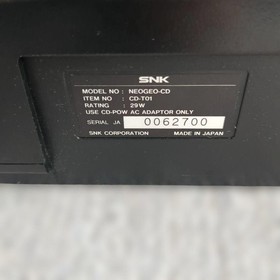 SNK
MODEL NO : NEOGEO-CD
ITEM NO : CD-T01
RATING : 29W
USE CD-POW AC ADAPTOR ONLY
SERIAL JA 0062700
SNK CORPORATION MADE IN JAPAN